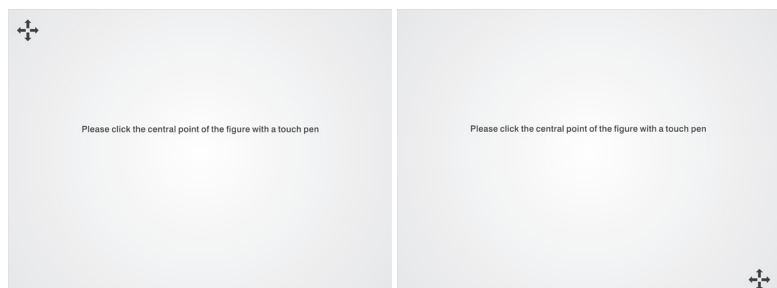 Please click the central point of the figure with a touch pen
Please click the central point of the figure with a touch pen